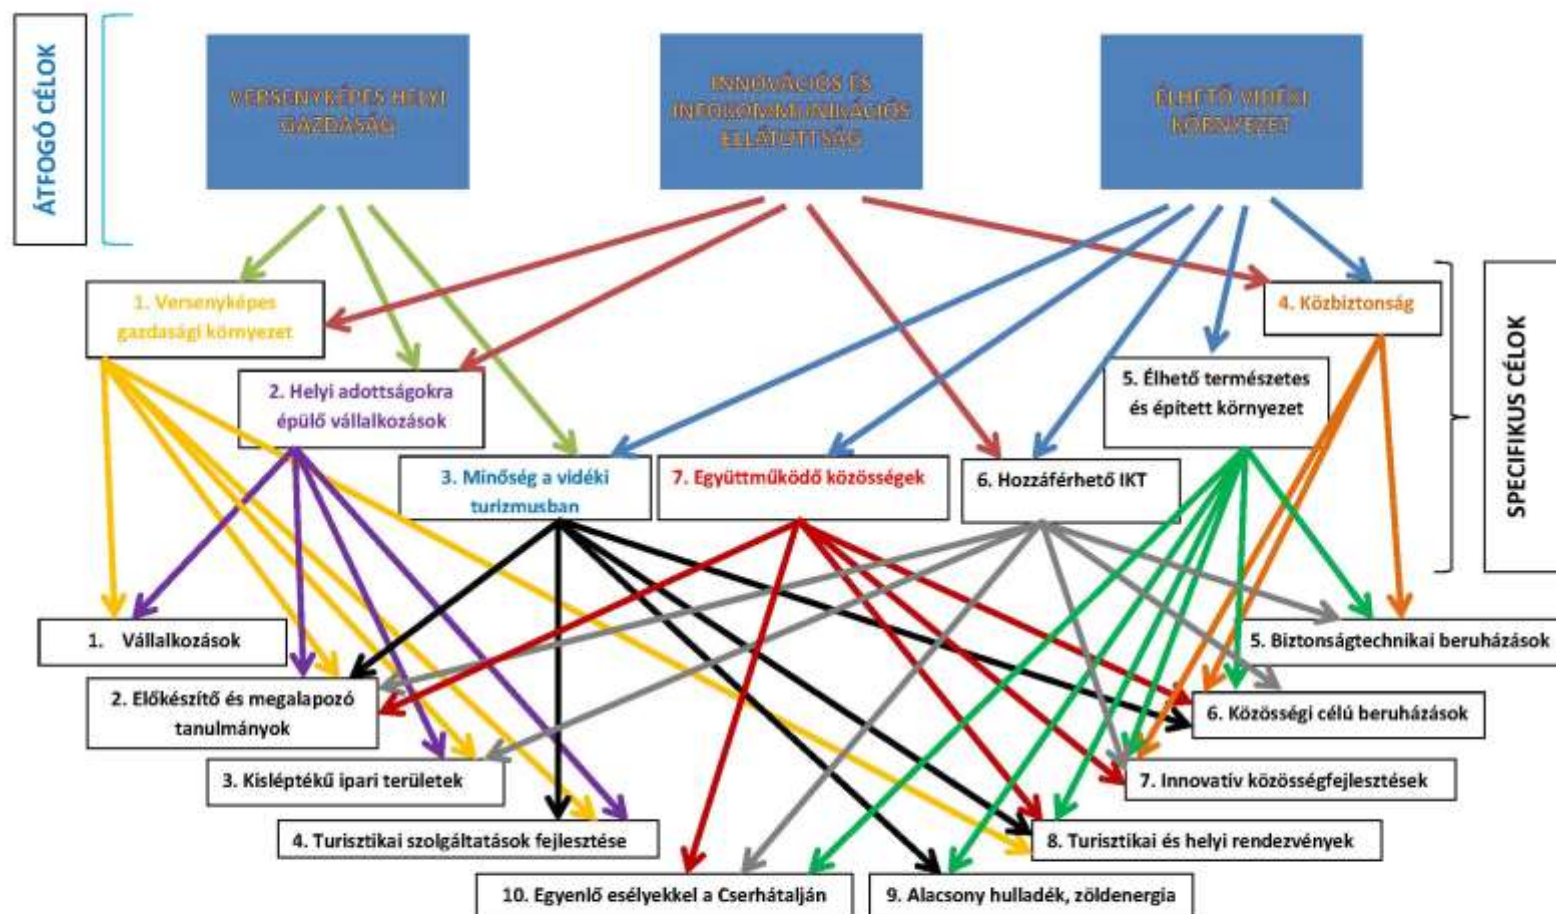 ÁTFOGÓ CÉLOK
VERSENYKÉPES HELYI
GAZDASÁG
INNOVÁCIÓS ÉS
INFOKOMMUNIKÁCIÓS
ELLÁTOTTSÁG
ÉLHETŐ VIDÉKI
KÖRNYEZET
SPECIFIKUS CÉLOK
1. Versenyképes
gazdasági környezet
4. Közbiztonság
2. Helyi adottságokra
épülő vállalkozások
5. Élhető természetes
és épített környezet
3. Minőség a vidéki
turizmusban
7. Együttműködő közösségek
6. Hozzáférhető IKT
1. Vállalkozások
5. Biztonságtechnikai beruházások
2. Előkészítő és megalapozó
tanulmányok
6. Közösségi célú beruházások
3. Kisléptékű ipari területek
7. Innovatív közösségfejlesztések
4. Turisztikai szolgáltatások fejlesztése
8. Turisztikai és helyi rendezvények
10. Egyenlő esélyekkel a Cserhátalján
9. Alacsony hulladék, zöldenergia